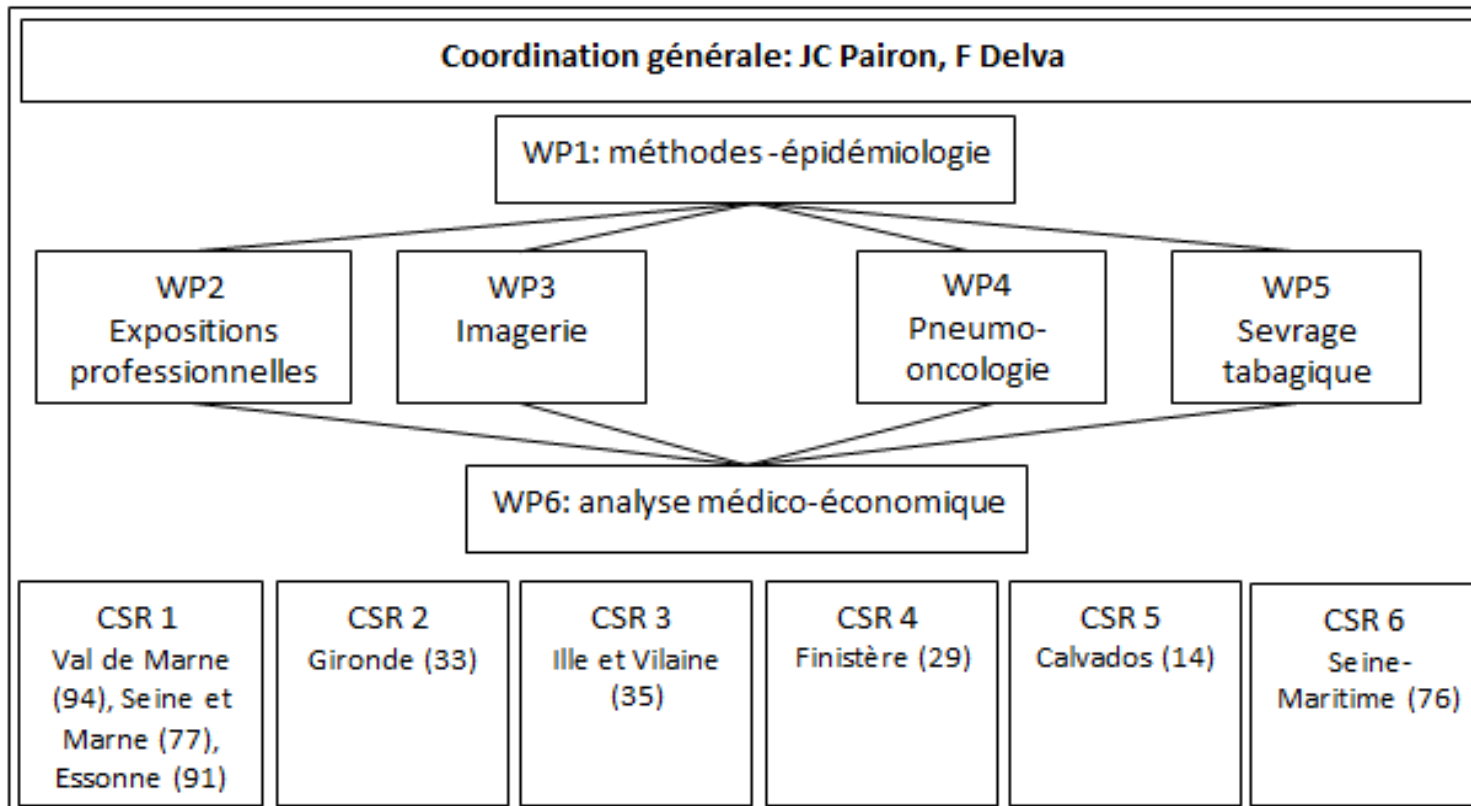 Coordination générale: JC Pairon, F Delva
WP1: méthodes -épidémiologie
WP2
Expositions
professionnelles
WP3
Imagerie
WP4
Pneumo-
oncologie
WP5
Sevrage
tabagique
WP6: analyse médico-économique
CSR 1
Val de Marne
(94), Seine et
Marne (77),
Essonne (91)
CSR 2
Gironde (33)
CSR 3
Ille et Vilaine
(35)
CSR 4
Finistère (29)
CSR 5
Calvados (14)
CSR 6
Seine-
Maritime (76)